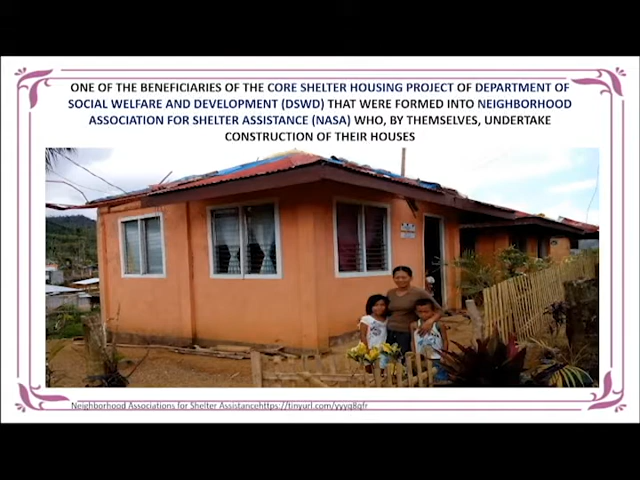 ONE OF THE BENEFICIARIES OF THE CORE SHELTER HOUSING PROJECT OF DEPARTMENT OF
SOCIAL WELFARE AND DEVELOPMENT (DSWD) THAT WERE FORMED INTO NEIGHBORHOOD
ASSOCIATION FOR SHELTER ASSISTANCE (NASA) WHO, BY THEMSELVES, UNDERTAKE
CONSTRUCTION OF THEIR HOUSES
Neighborhood Associations for Shelter Assistancehttps://tinyurl.com/yyyq8qfr